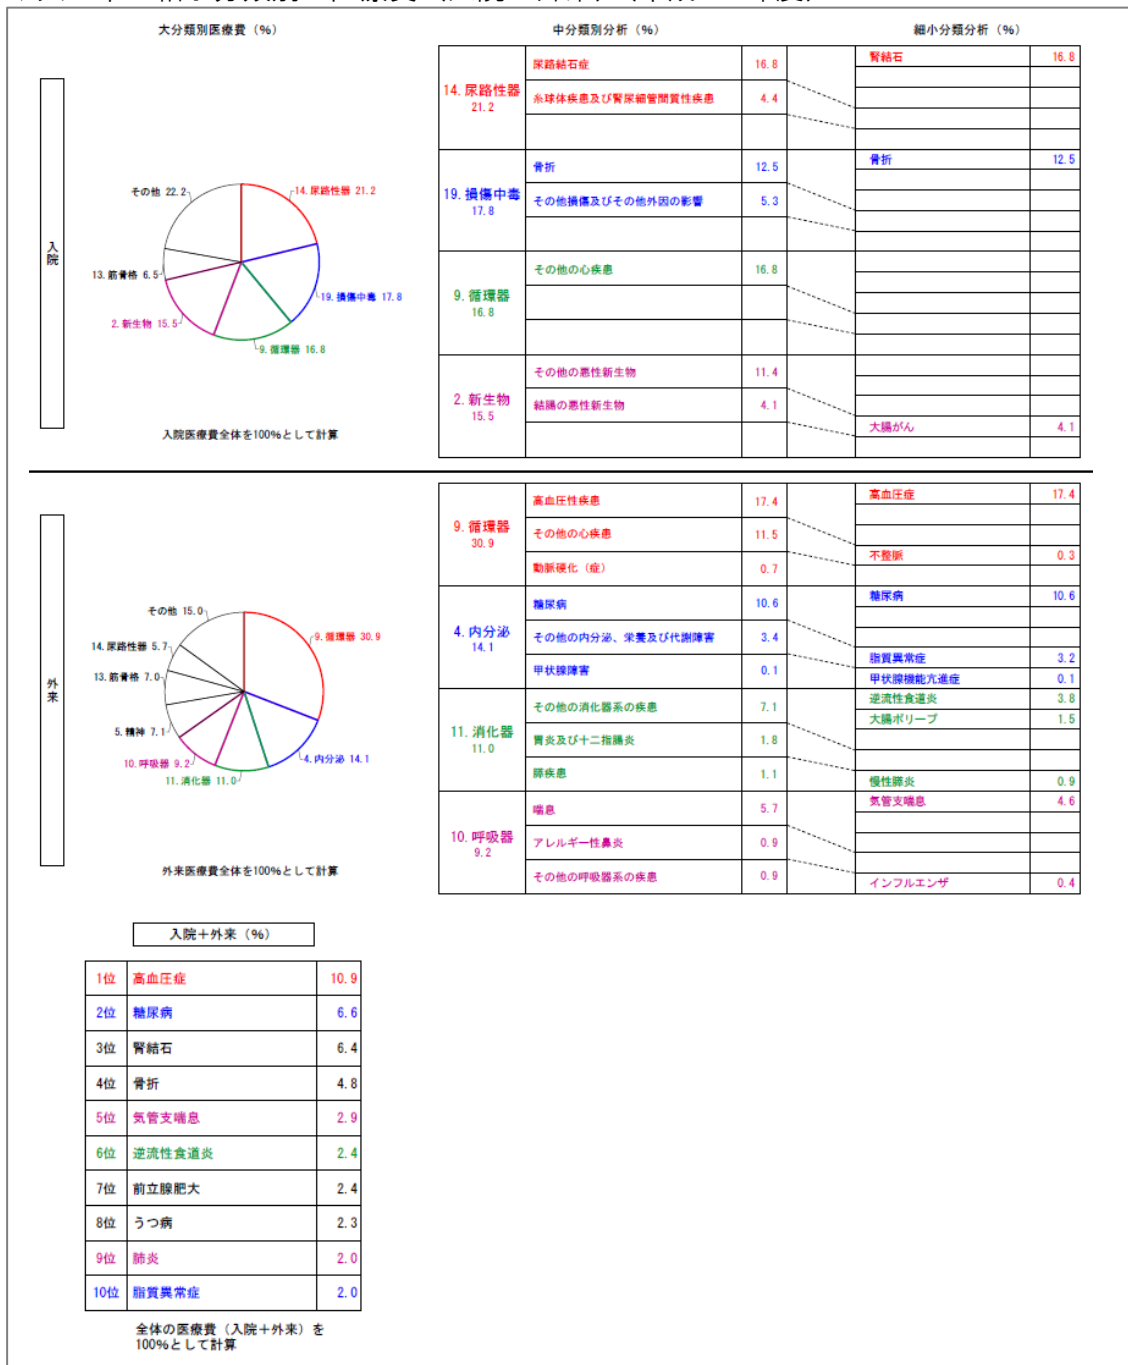 大分類別医療費（%）
中分類別分析（%）
細小分類分析（%）
入院
その他 22.2
14.尿路性器 21.2
13.筋骨格 6.5
19.損傷中毒 17.8
2.新生物 15.5
9.循環器 16.8
入院医療費全体を100%として計算
14.尿路性器
21.2
尿路結石症 16.8
糸球体疾患及び腎尿細管間質性疾患 4.4
腎結石 16.8
19.損傷中毒
17.8
骨折 12.5
その他損傷及びその他外因の影響 5.3
骨折 12.5
9.循環器
16.8
その他の心疾患 16.8
2.新生物
15.5
その他の悪性新生物 11.4
結腸の悪性新生物 4.1
大腸がん 4.1
外来
その他 15.0
9.循環器 30.9
14.尿路性器 5.7
13.筋骨格 7.0
5.精神 7.1
4.内分泌 14.1
10.呼吸器 9.2
11.消化器 11.0
外来医療費全体を100%として計算
9.循環器
30.9
高血圧性疾患 17.4
その他の心疾患 11.5
動脈硬化（症） 0.7
高血圧症 17.4
不整脈 0.3
4.内分泌
14.1
糖尿病 10.6
その他の内分泌、栄養及び代謝障害 3.4
甲状腺障害 0.1
糖尿病 10.6
脂質異常症 3.2
甲状腺機能亢進症 0.1
11.消化器
11.0
その他の消化器系の疾患 7.1
胃炎及び十二指腸炎 1.8
膵疾患 1.1
逆流性食道炎 3.8
大腸ポリープ 1.5
慢性膵炎 0.9
10.呼吸器
9.2
喘息 5.7
アレルギー性鼻炎 0.9
その他の呼吸器系の疾患 0.9
気管支喘息 4.6
インフルエンザ 0.4
入院＋外来（%）
1位 高血圧症 10.9
2位 糖尿病 6.6
3位 腎結石 6.4
4位 骨折 4.8
5位 気管支喘息 2.9
6位 逆流性食道炎 2.4
7位 前立腺肥大 2.4
8位 うつ病 2.3
9位 肺炎 2.0
10位 脂質異常症 2.0
全体の医療費（入院＋外来）を
100%として計算